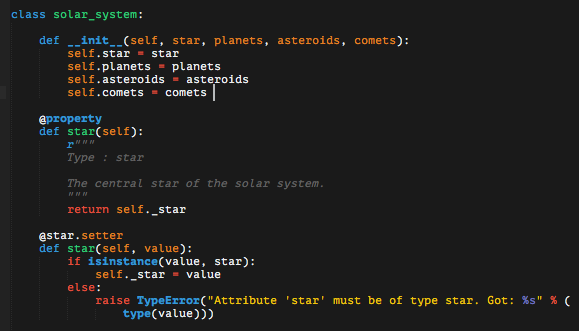 class solar_system:
def __init__(self, star, planets, asteroids, comets):
self.star = star
self.planets = planets
self.asteroids = asteroids
self.comets = comets
@property
def star(self):
r"""
Type : star
The central star of the solar system.
"""
return self._star
@star.setter
def star(self, value):
if isinstance(value, star):
self._star = value
else:
raise TypeError("Attribute 'star' must be of type star. Got: %s" % (
type(value)))